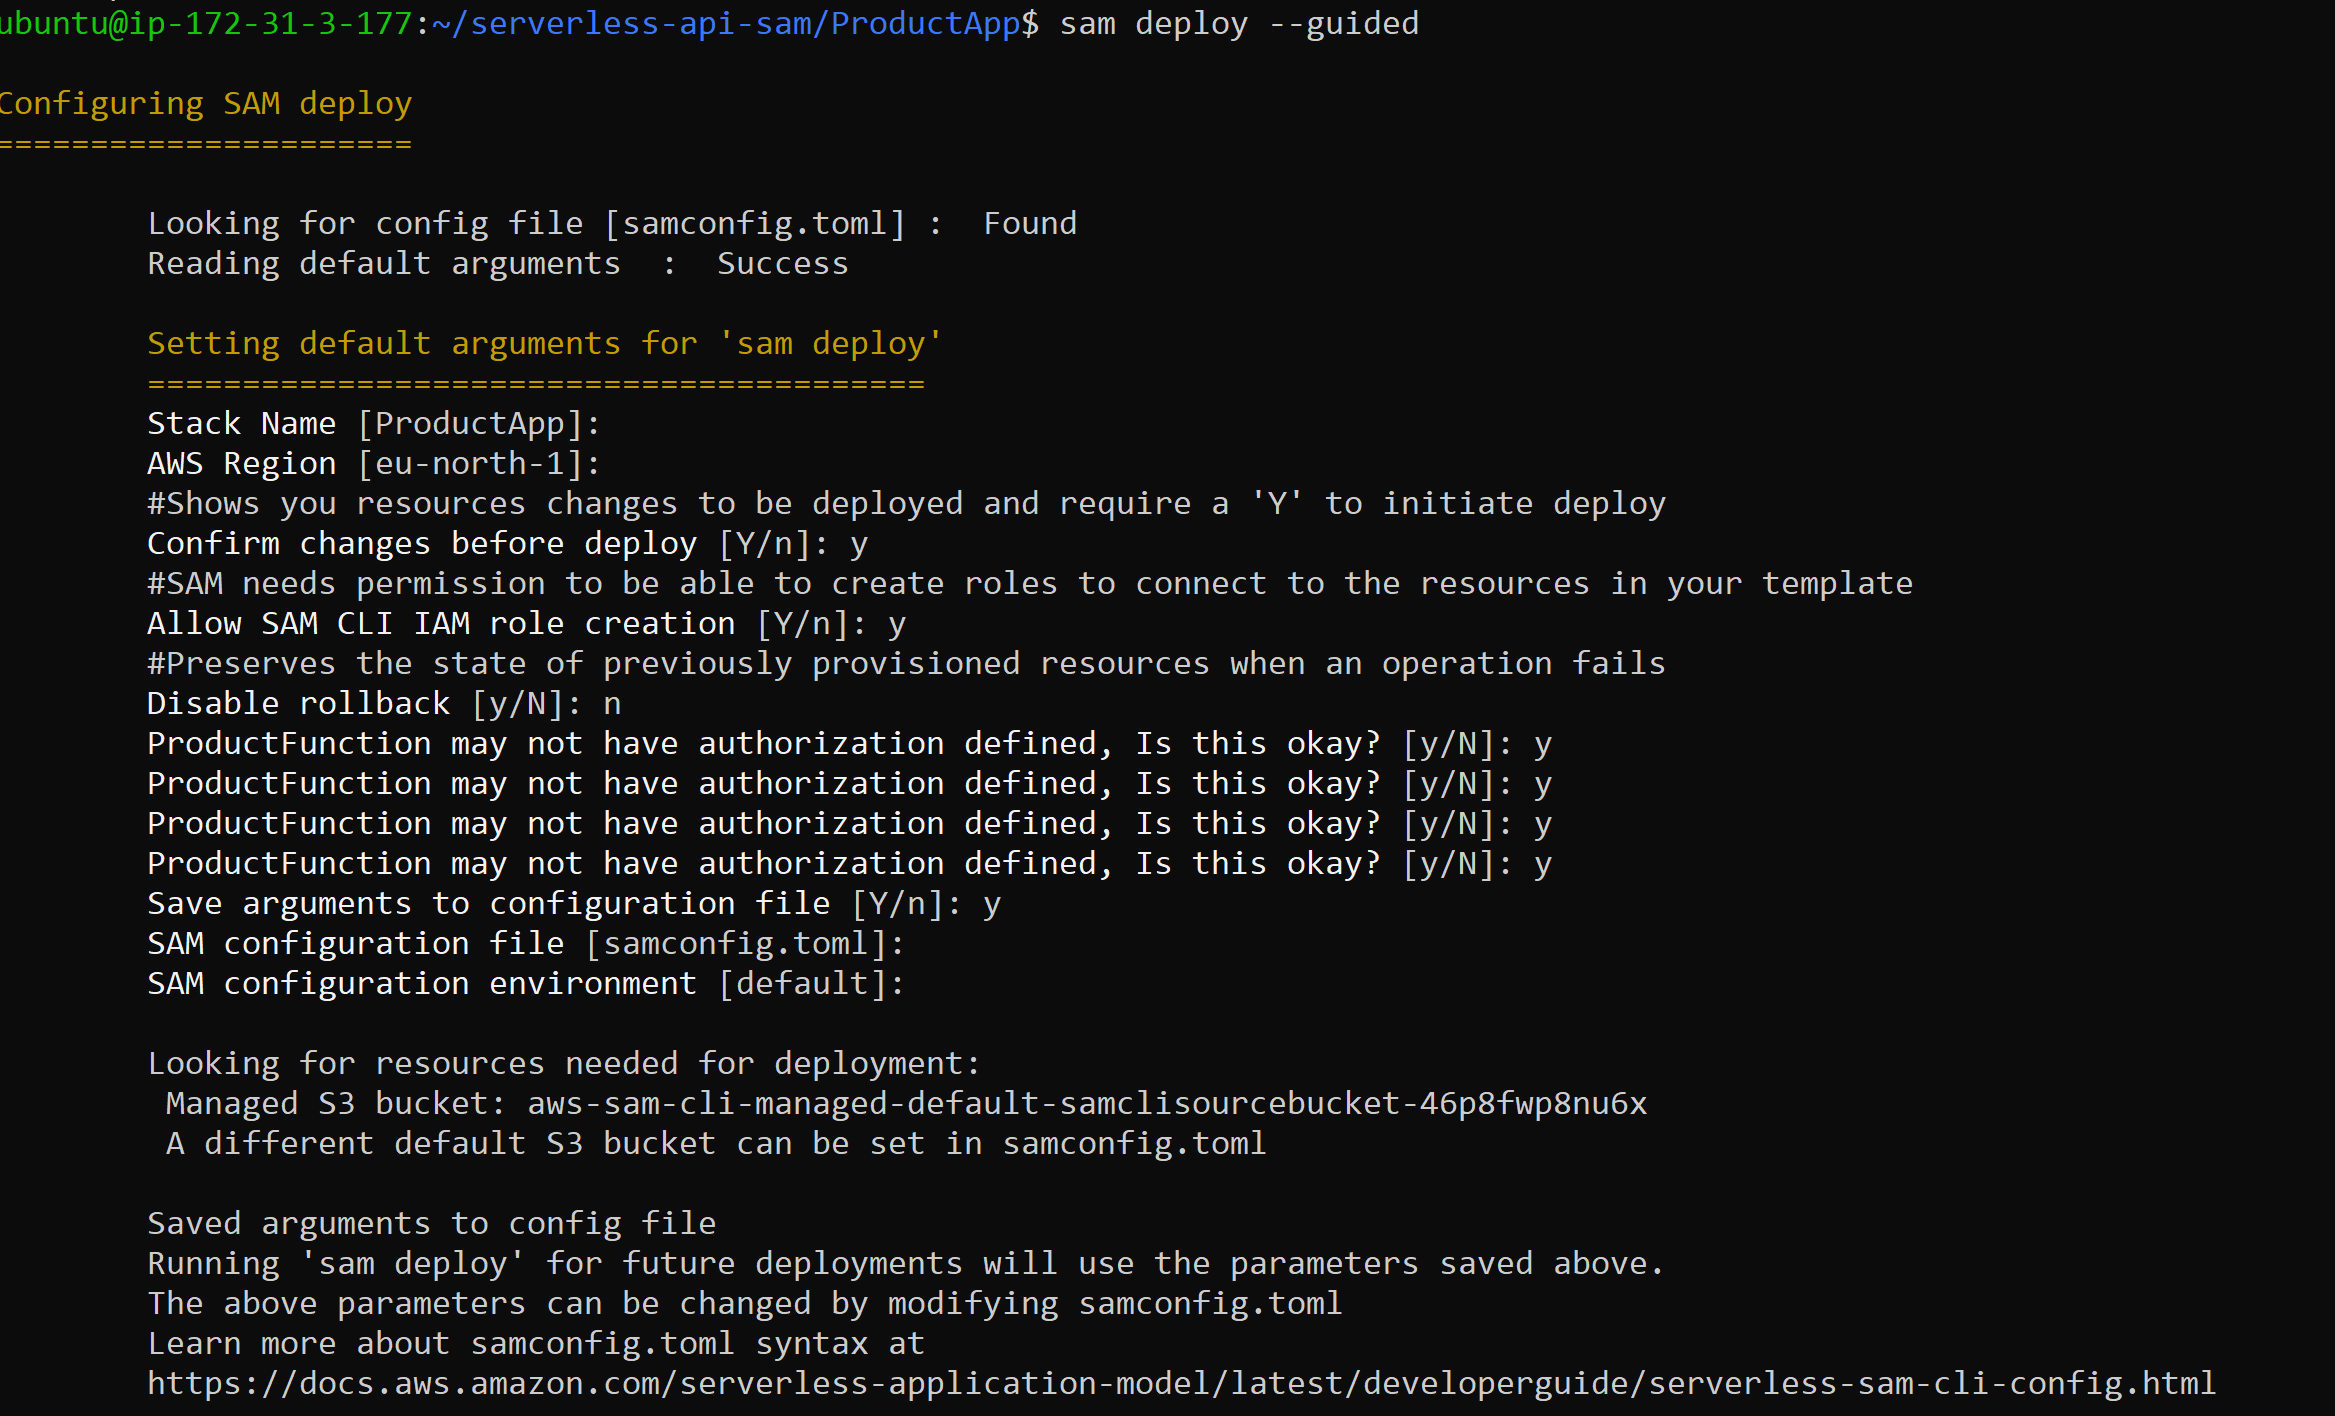 ubuntu@ip-172-31-3-177:~/serverless-api-sam/ProductApp$ sam deploy --guided
Configuring SAM deploy
======================
Looking for config file [samconfig.toml] :  Found
Reading default arguments  :  Success
Setting default arguments for 'sam deploy'
=========================================
Stack Name [ProductApp]:
AWS Region [eu-north-1]:
#Shows you resources changes to be deployed and require a 'Y' to initiate deploy
Confirm changes before deploy [Y/n]: y
#SAM needs permission to be able to create roles to connect to the resources in your template
Allow SAM CLI IAM role creation [Y/n]: y
#Preserves the state of previously provisioned resources when an operation fails
Disable rollback [y/N]: n
ProductFunction may not have authorization defined, Is this okay? [y/N]: y
ProductFunction may not have authorization defined, Is this okay? [y/N]: y
ProductFunction may not have authorization defined, Is this okay? [y/N]: y
ProductFunction may not have authorization defined, Is this okay? [y/N]: y
Save arguments to configuration file [Y/n]: y
SAM configuration file [samconfig.toml]:
SAM configuration environment [default]:
Looking for resources needed for deployment:
Managed S3 bucket: aws-sam-cli-managed-default-samclisourcebucket-46p8fwp8nu6x
A different default S3 bucket can be set in samconfig.toml
Saved arguments to config file
Running 'sam deploy' for future deployments will use the parameters saved above.
The above parameters can be changed by modifying samconfig.toml
Learn more about samconfig.toml syntax at
https://docs.aws.amazon.com/serverless-application-model/latest/developerguide/serverless-sam-cli-config.html